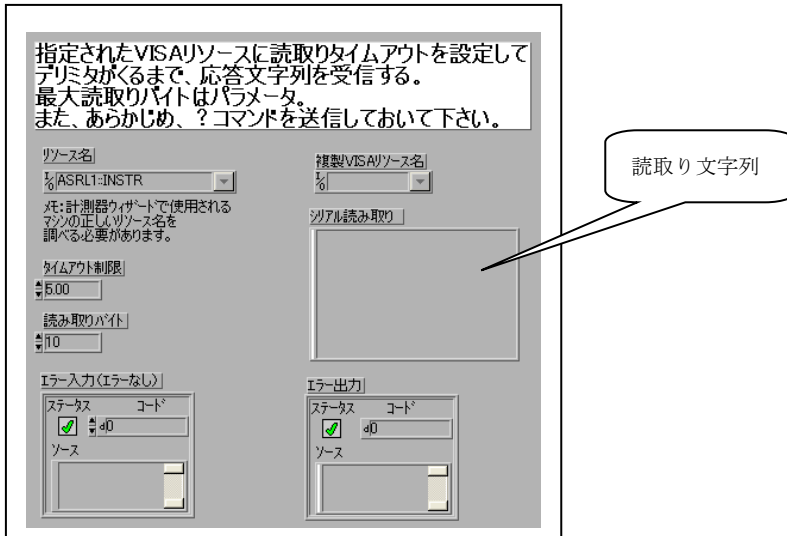 指定されたVISAリソースに読取りタイムアウトを設定して
デリミタがくるまで、応答文字列を受信する。
最大読取りバイトはパラメータ。
また、あらかじめ、?コマンドを送信しておいて下さい。
リソース名
ASRL1::INSTR
メモ:計測器ウィザードで使用される
マシンの正しいリソース名を
調べる必要があります。
タイムアウト制限
5.00
読み取りバイト
10
複製VISAリソース名
シリアル読み取り
読取り文字列
エラー入力(エラーなし)
ステータス コード
d0
ソース
エラー出力
ステータス コード
d0
ソース